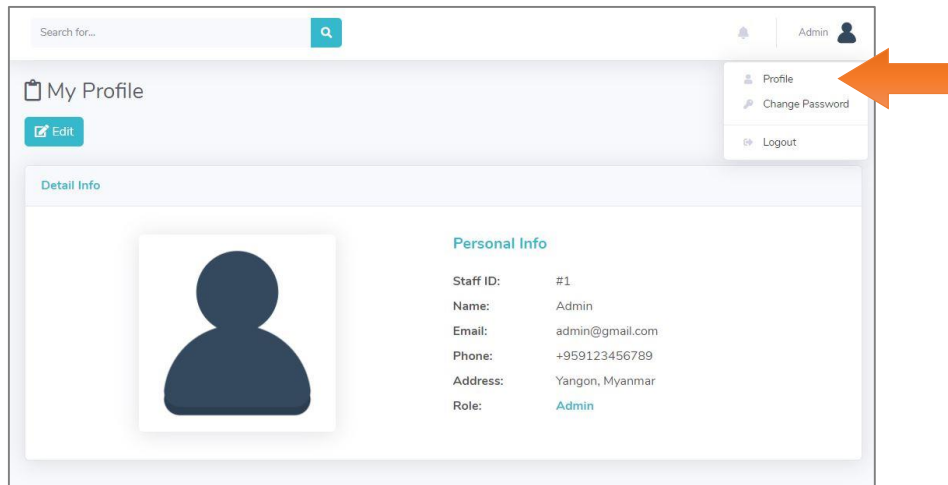 Search for...
Admin
Profile
Change Password
Logout
My Profile
Edit
Detail Info
Personal Info
Staff ID: #1
Name: Admin
Email: admin@gmail.com
Phone: +959123456789
Address: Yangon, Myanmar
Role: Admin